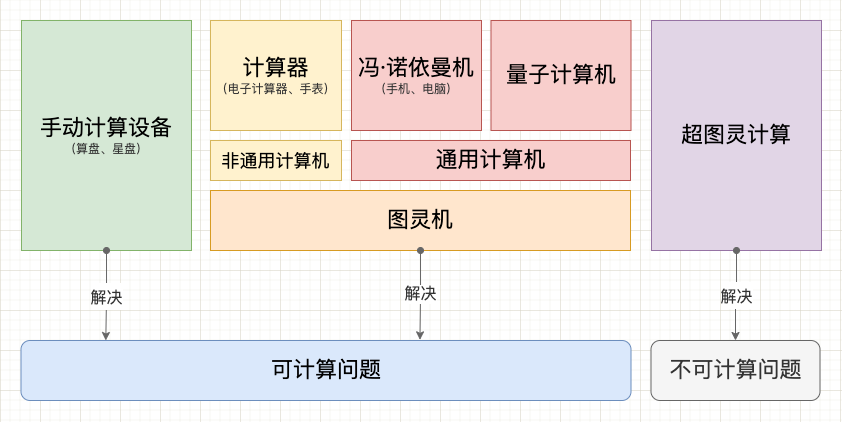 手动计算设备
(算盘、星盘)
计算器
(电子计算器、手表)
冯·诺依曼机
(手机、电脑)
量子计算机
非通用计算机
通用计算机
图灵机
超图灵计算
解决
解决
解决
可计算问题
不可计算问题